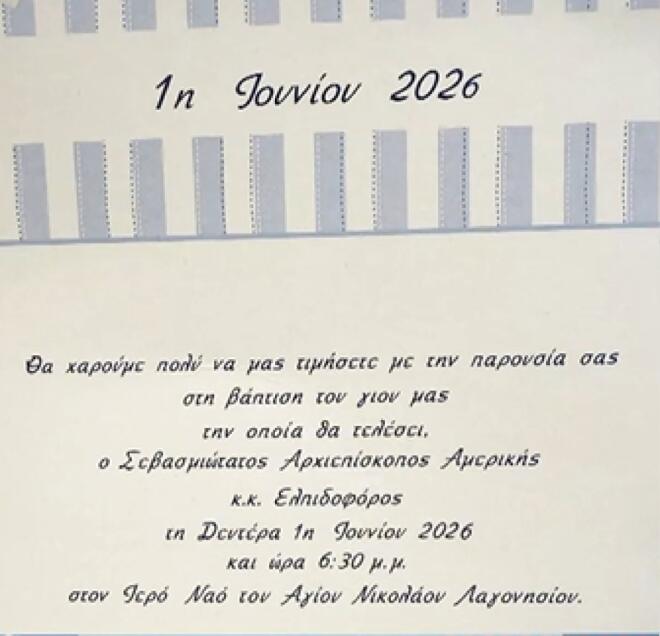 1η Ιουνίου 2026
Θα χαρούμε πολύ να μας τιμήσετε με την παρουσία σας
στη βάπτιση του γιου μας
την οποία θα τελέσει,
ο Σεβασμιώτατος Αρχιεπίσκοπος Αμερικής
κ.κ. Ελπιδοφόρος
τη Δευτέρα 1η Ιουνίου 2026
και ώρα 6:30 μ.μ.
στον Ιερό Ναό του Αγίου Νικολάου Λαγονησίου.